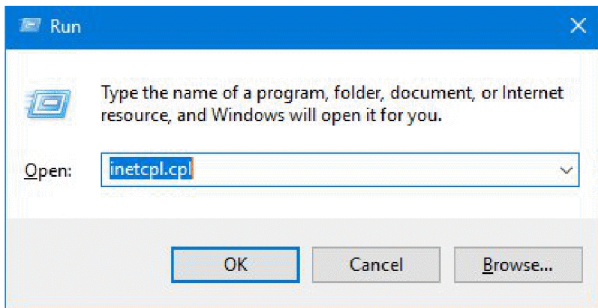 Run
Type the name of a program, folder, document, or Internet
resource, and Windows will open it for you.
Open: inetcpl.cpl
OK Cancel Browse...